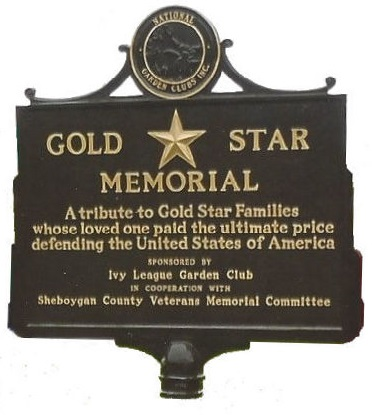 NATIONAL
GARDEN CLUBS INC.
GOLD STAR
MEMORIAL
A tribute to Gold Star Families
whose loved one paid the ultimate price
defending the United States of America
SPONSORED BY
Ivy League Garden Club
IN COOPERATION WITH
Sheboygan County Veterans Memorial Committee